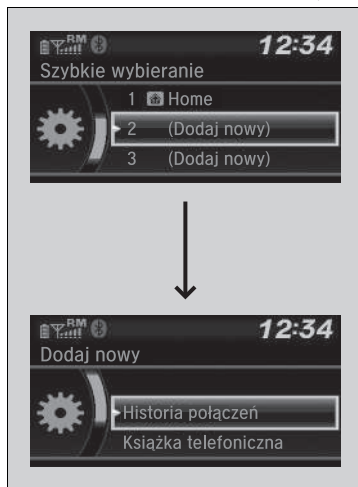 RM 12:34
Szybkie wybieranie
1 Home
2 (Dodaj nowy)
3 (Dodaj nowy)
RM 12:34
Dodaj nowy
Historia połączeń
Książka telefoniczna